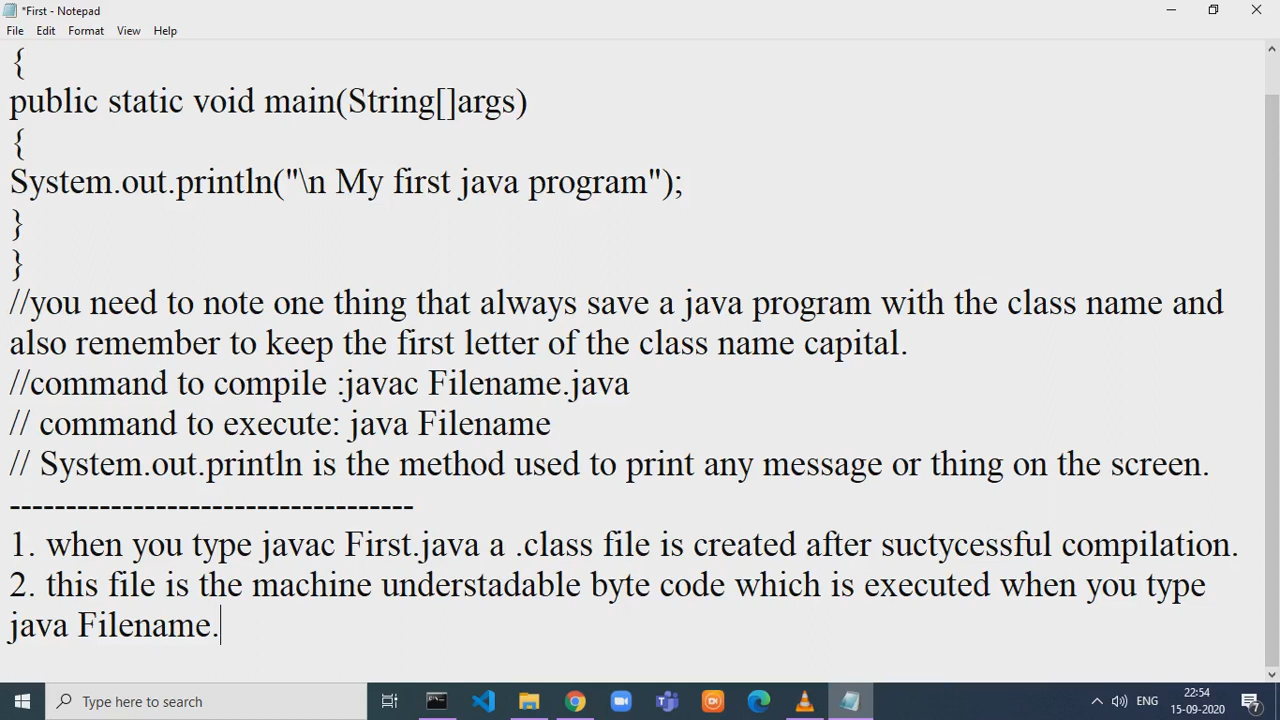 *First - Notepad
File Edit Format View Help
{
public static void main(String[]args)
{
System.out.println("\n My first java program");
}
}
//you need to note one thing that always save a java program with the class name and
also remember to keep the first letter of the class name capital.
//command to compile :javac Filename.java
// command to execute: java Filename
// System.out.println is the method used to print any message or thing on the screen.
------------------------------------
1. when you type javac First.java a .class file is created after suctycessful compilation.
2. this file is the machine understadable byte code which is executed when you type
java Filename.
Type here to search
ENG
22:54
15-09-2020
7